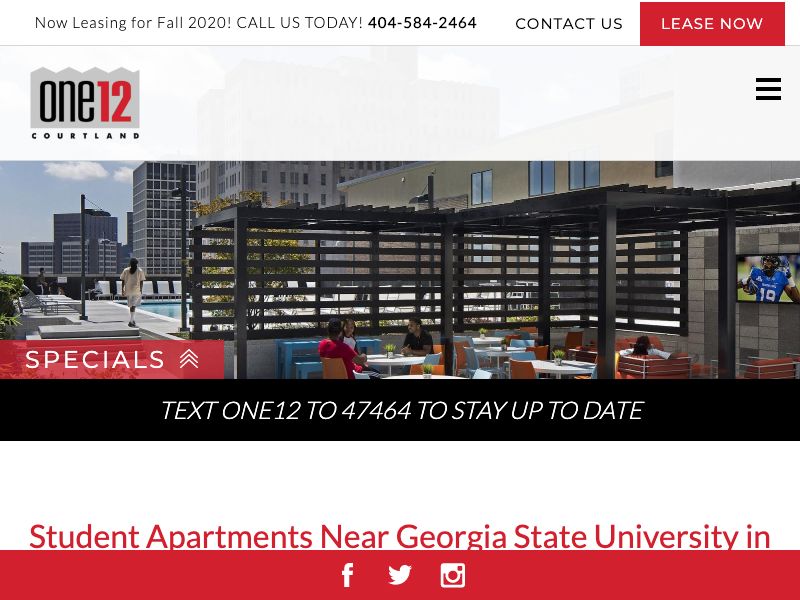 Now Leasing for Fall 2020! CALL US TODAY! 404-584-2464
CONTACT US
LEASE NOW
one12
COURTLAND
18
SPECIALS
TEXT ONE12 TO 47464 TO STAY UP TO DATE
Student Apartments Near Georgia State University in